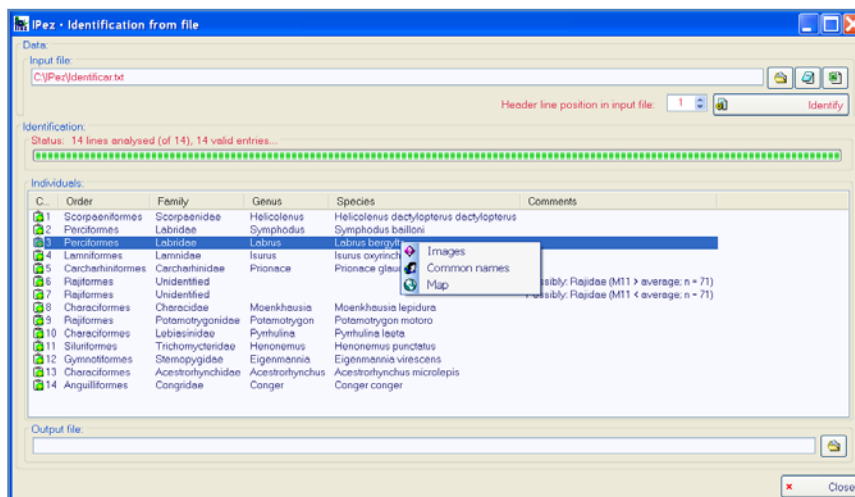 IPez - Identification from file
Data:
Input file:
C:\IPez\Identificar.txt
Header line position in input file: 1 Identify
Identification:
Status: 14 lines analysed (of 14), 14 valid entries...
Individuals:
C... Order Family Genus Species Comments
1 Scorpaeniformes Scorpaenidae Helicolenus Helicolenus dactylopterus dactylopterus
2 Perciformes Labridae Symphodus Symphodus bailloni
3 Perciformes Labridae Labrus Labrus bergylta
4 Lamniformes Lamnidae Isurus Isurus oxyrinch
5 Carcharhiniformes Carcharhinidae Prionace Prionace glauc
6 Rajiformes Unidentified Possibly: Rajidae (M11 > average; n = 71)
7 Rajiformes Unidentified Possibly: Rajidae (M11 < average; n = 71)
8 Characiformes Characidae Moenkhausia Moenkhausia lepidura
9 Rajiformes Potamotrygonidae Potamotrygon Potamotrygon motoro
10 Characiformes Lebiasinidae Pyrrhulina Pyrrhulina laeta
11 Siluriformes Trichomycteridae Henonemus Henonemus punctatus
12 Gymnotiformes Sternopygidae Eigenmannia Eigenmannia virescens
13 Characiformes Acestrorhynchidae Acestrorhynchus Acestrorhynchus microlepis
14 Anguilliformes Congridae Conger Conger conger
Images
Common names
Map
Output file:
Close